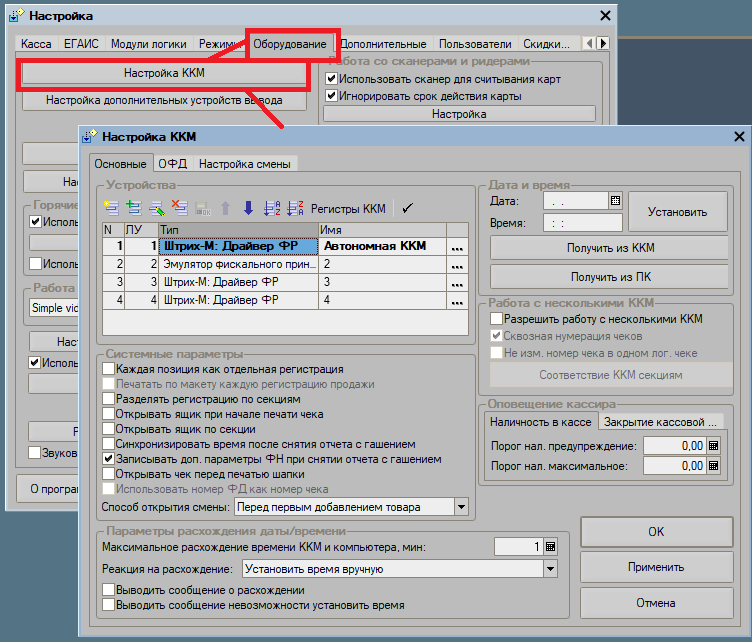 Настройка
Касса ЕГАИС Модули логики Режимы Оборудование Дополнительные Пользователи Скидки...
Настройка ККМ
Настройка дополнительных устройств вывода
Работа со сканерами и ридерами
Использовать сканер для считывания карт
Игнорировать срок действия карты
Настройка
Нас
Горячие
Исполь
Исполь
Работа
Simple vid
Нас
Исполь
Р
Звуков
О програм
Настройка ККМ
Основные ОФД Настройка смены
Устройства
Регистры ККМ
N ЛУ Тип Имя
1 1 Штрих-М: Драйвер ФР Автономная ККМ ...
2 2 Эмулятор фискального прин... 2 ...
3 3 Штрих-М: Драйвер ФР 3 ...
4 4 Штрих-М: Драйвер ФР 4 ...
Системные параметры
Каждая позиция как отдельная регистрация
Печатать по макету каждую регистрацию продажи
Разделять регистрацию по секциям
Открывать ящик при начале печати чека
Открывать ящик по секции
Синхронизировать время после снятия отчета с гашением
Записывать доп. параметры ФН при снятии отчета с гашением
Открывать чек перед печатью шапки
Использовать номер ФД как номер чека
Способ открытия смены: Перед первым добавлением товара
Параметры расхождения даты/времени
Максимальное расхождение времени ККМ и компьютера, мин: 1
Реакция на расхождение: Установить время вручную
Выводить сообщение о расхождении
Выводить сообщение невозможности установить время
Дата и время
Дата: . .
Время: : :
Установить
Получить из ККМ
Получить из ПК
Работа с несколькими ККМ
Разрешить работу с несколькими ККМ
Сквозная нумерация чеков
Не изм. номер чека в одном лог. чеке
Соответствие ККМ секциям
Оповещение кассира
Наличность в кассе Закрытие кассовой ...
Порог нал. предупреждение: 0,00
Порог нал. максимальное: 0,00
ОК
Применить
Отмена